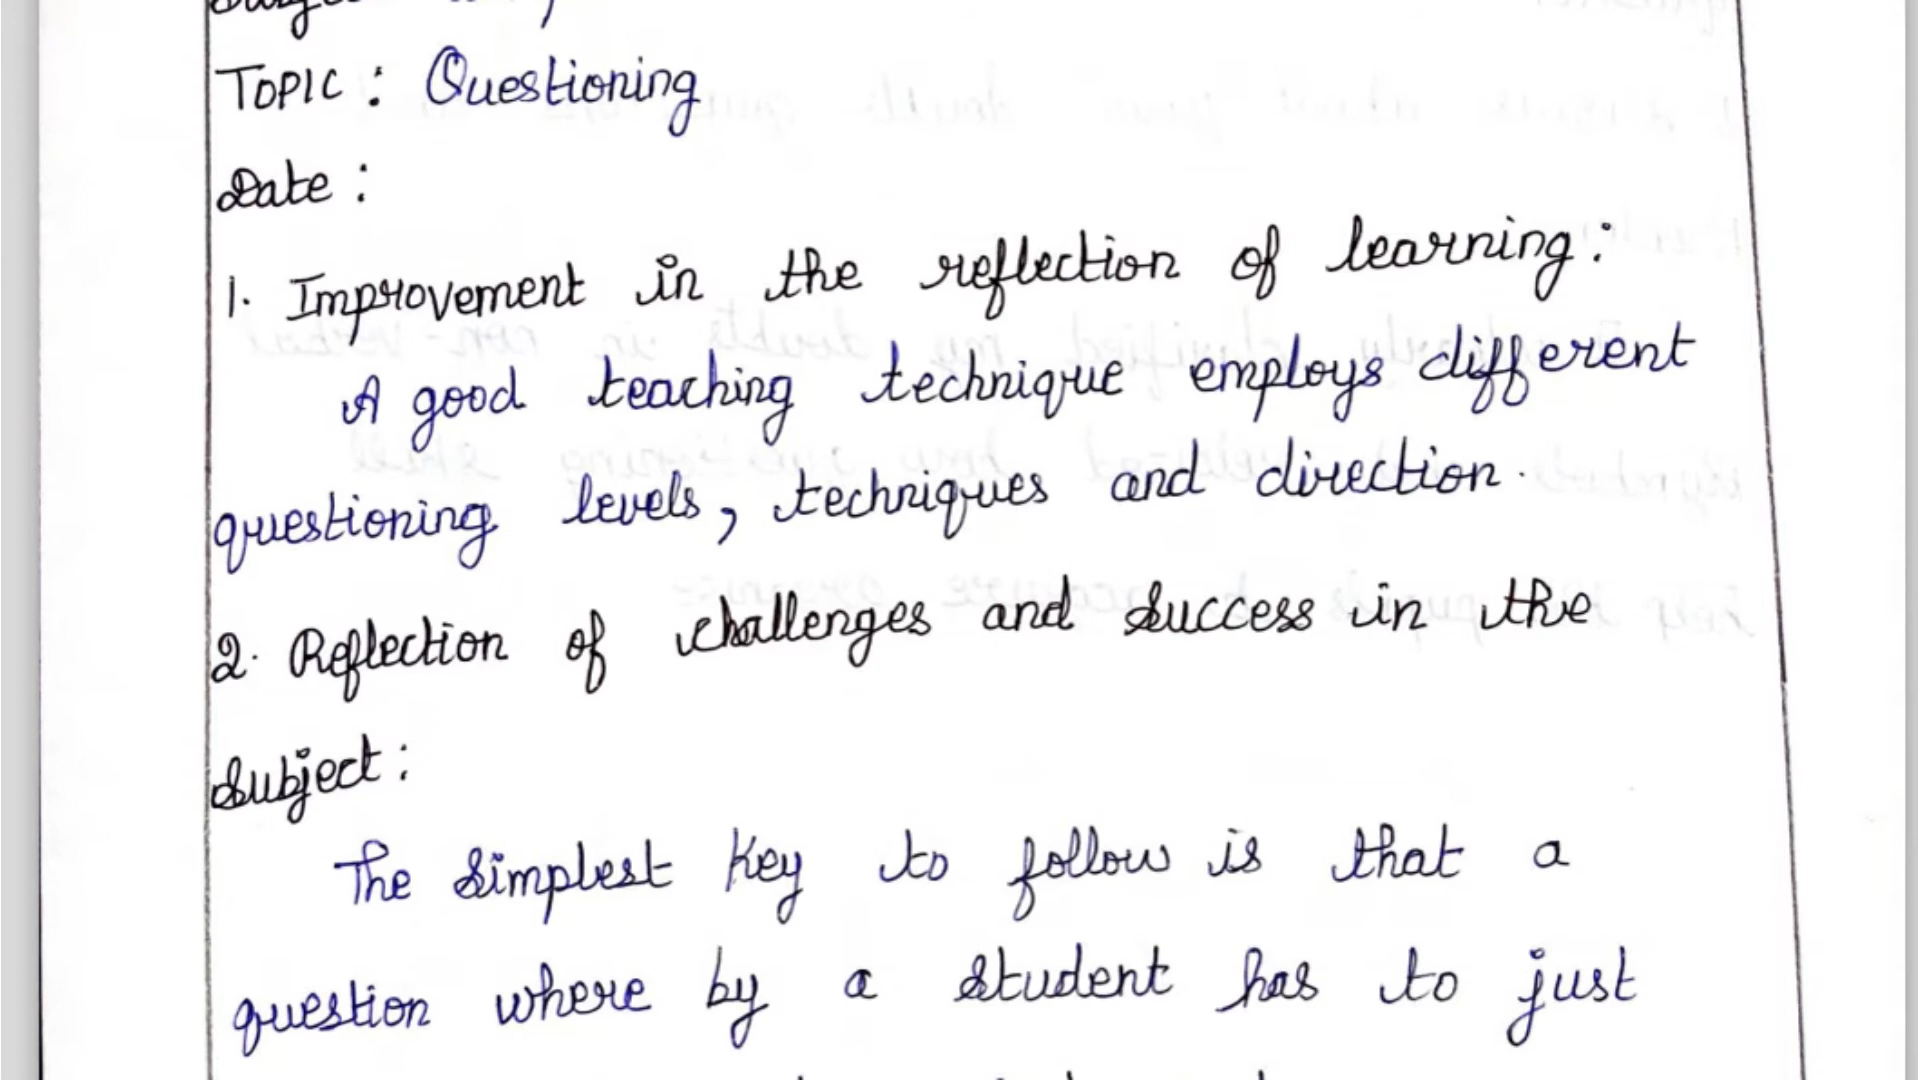 TOPIC : Questioning
Date :
1. Improvement in the reflection of learning :
A good teaching technique employs different
questioning levels, techniques and direction.
2. Reflection of challenges and success in the
Subject :
The simplest key to follow is that a
question where by a student has to just